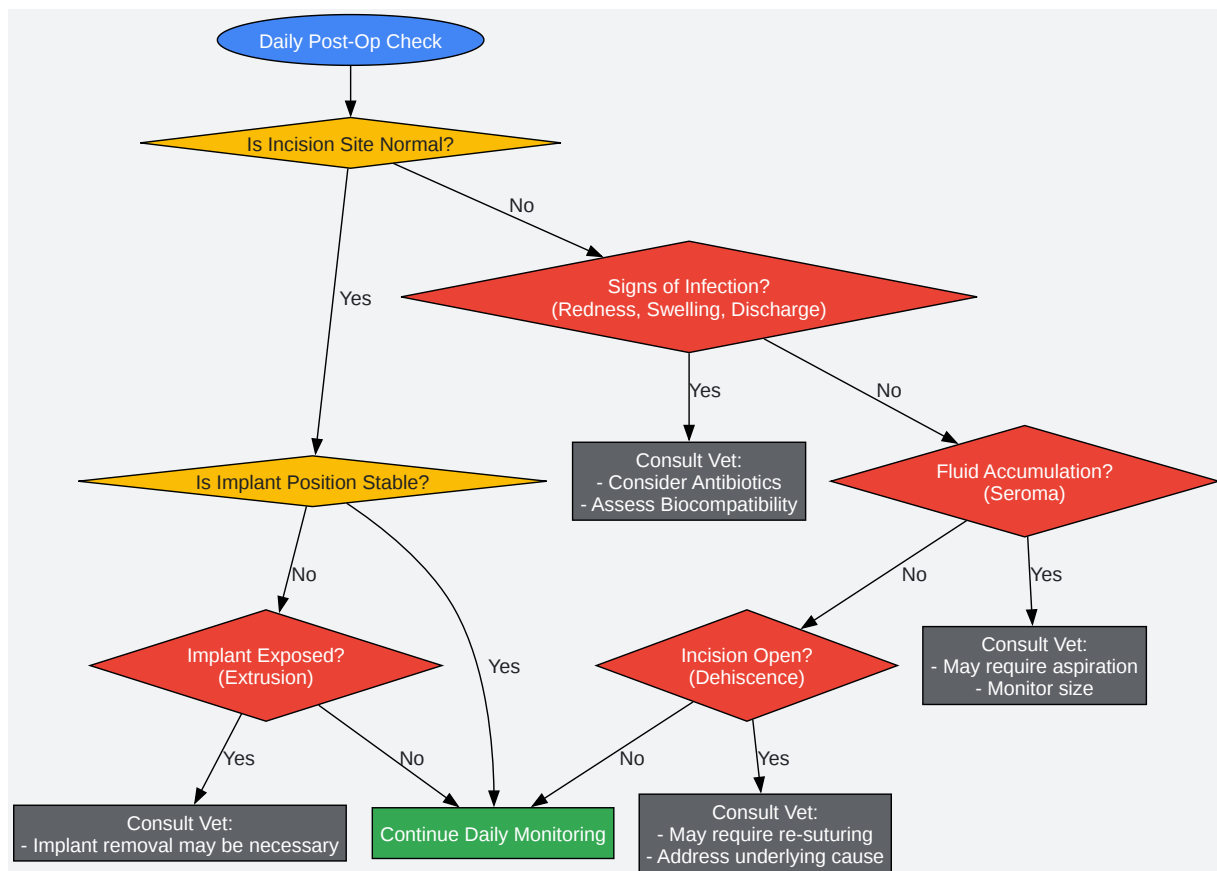 Daily Post-Op Check
Is Incision Site Normal?
No
Yes
Signs of Infection?
(Redness, Swelling, Discharge)
Yes
No
Consult Vet:
- Consider Antibiotics
- Assess Biocompatibility
Fluid Accumulation?
(Seroma)
Is Implant Position Stable?
No
No
Yes
Implant Exposed?
(Extrusion)
Yes
Incision Open?
(Dehiscence)
Consult Vet:
- May require aspiration
- Monitor size
Yes
No
No
Yes
Consult Vet:
- Implant removal may be necessary
Continue Daily Monitoring
Consult Vet:
- May require re-suturing
- Address underlying cause